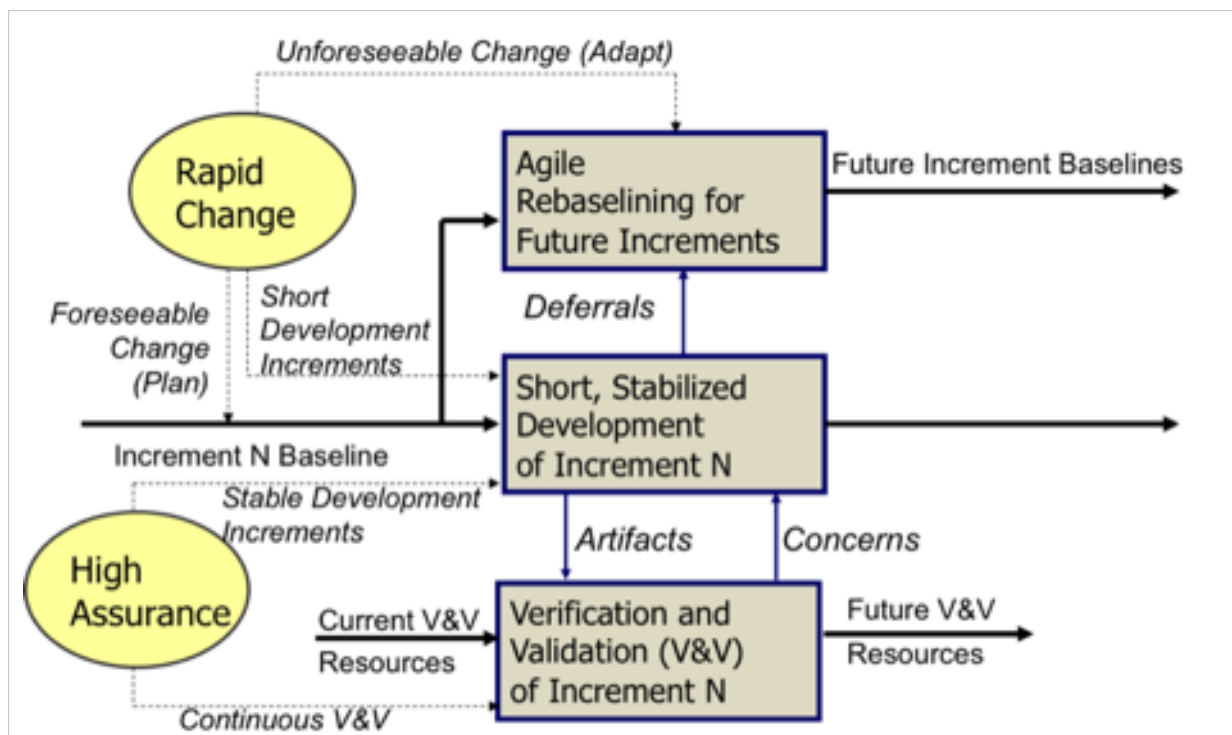 Unforeseeable Change (Adapt)
Rapid
Change
Agile
Rebaselining for
Future Increments
Future Increment Baselines
Foreseeable
Change
(Plan)
Short
Development
Increments
Deferrals
Short, Stabilized
Development
of Increment N
Increment N Baseline
Stable Development
Increments
Artifacts
Concerns
High
Assurance
Current V&V
Resources
Verification and
Validation (V&V)
of Increment N
Future V&V
Resources
Continuous V&V